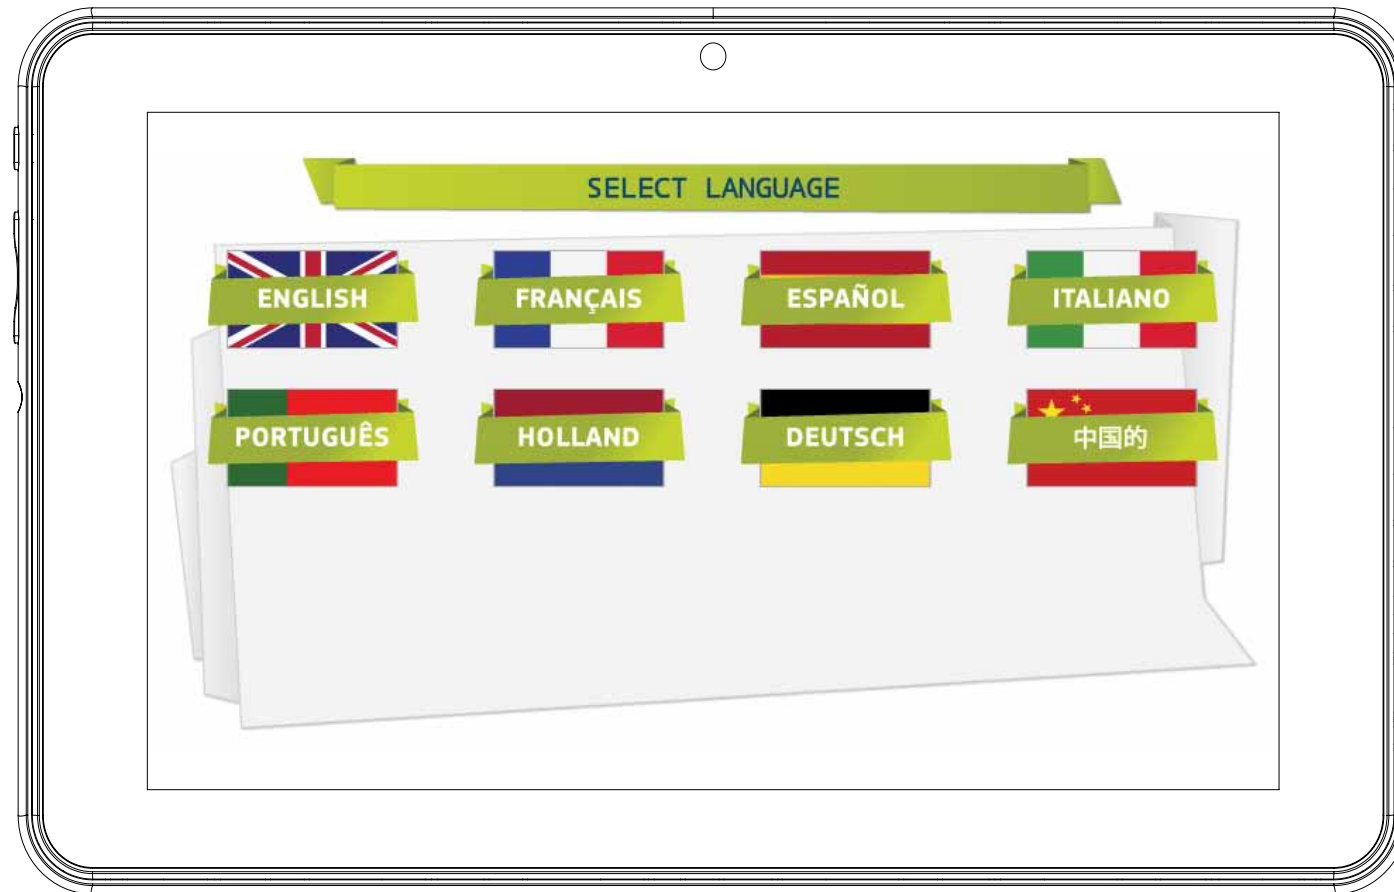 SELECT LANGUAGE
ENGLISH FRANÇAIS ESPAÑOL ITALIANO
PORTUGUÊS HOLLAND DEUTSCH 中国的